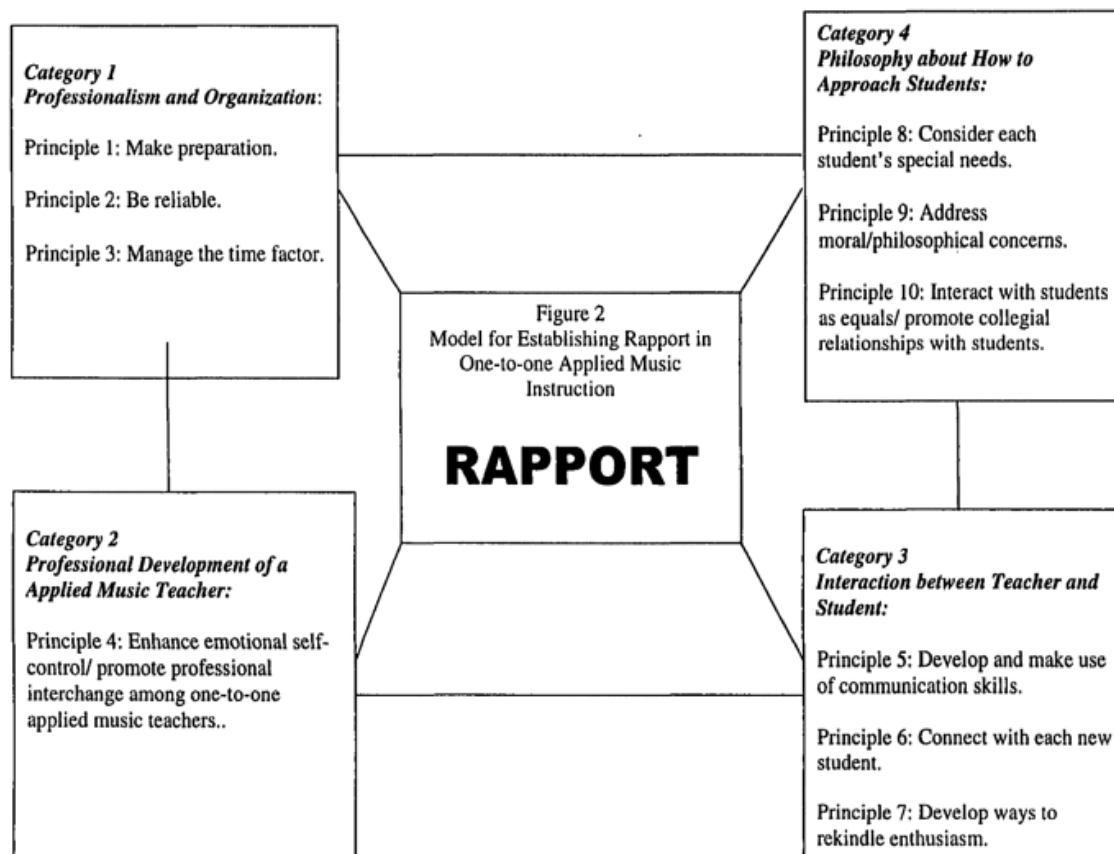 Category 1
Professionalism and Organization:
Principle 1: Make preparation.
Principle 2: Be reliable.
Principle 3: Manage the time factor.
Category 4
Philosophy about How to
Approach Students:
Principle 8: Consider each
student's special needs.
Principle 9: Address
moral/philosophical concerns.
Principle 10: Interact with students
as equals/ promote collegial
relationships with students.
Figure 2
Model for Establishing Rapport in
One-to-one Applied Music
Instruction
RAPPORT
Category 2
Professional Development of a
Applied Music Teacher:
Principle 4: Enhance emotional self-
control/ promote professional
interchange among one-to-one
applied music teachers..
Category 3
Interaction between Teacher and
Student:
Principle 5: Develop and make use
of communication skills.
Principle 6: Connect with each new
student.
Principle 7: Develop ways to
rekindle enthusiasm.